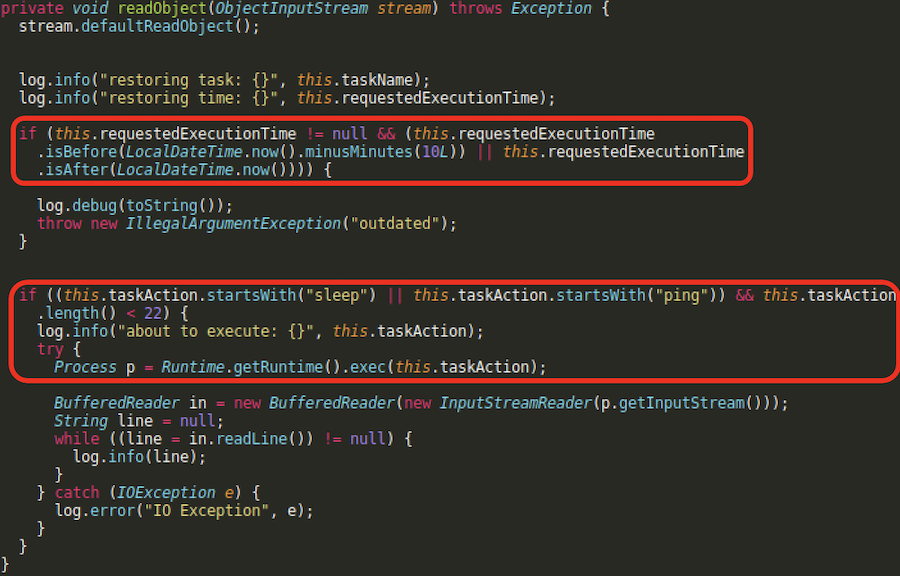 private void readObject(ObjectInputStream stream) throws Exception {
  stream.defaultReadObject();
  log.info("restoring task: {}", this.taskName);
  log.info("restoring time: {}", this.requestedExecutionTime);
  if (this.requestedExecutionTime != null && (this.requestedExecutionTime
    .isBefore(LocalDateTime.now().minusMinutes(10L)) || this.requestedExecutionTime
    .isAfter(LocalDateTime.now()))) {
    log.debug(toString());
    throw new IllegalArgumentException("outdated");
  }
  if ((this.taskAction.startsWith("sleep") || this.taskAction.startsWith("ping")) && this.taskAction
    .length() < 22) {
    log.info("about to execute: {}", this.taskAction);
    try {
      Process p = Runtime.getRuntime().exec(this.taskAction);
      BufferedReader in = new BufferedReader(new InputStreamReader(p.getInputStream()));
      String line = null;
      while ((line = in.readLine()) != null) {
        log.info(line);
      }
    } catch (IOException e) {
      log.error("IO Exception", e);
    }
  }
}